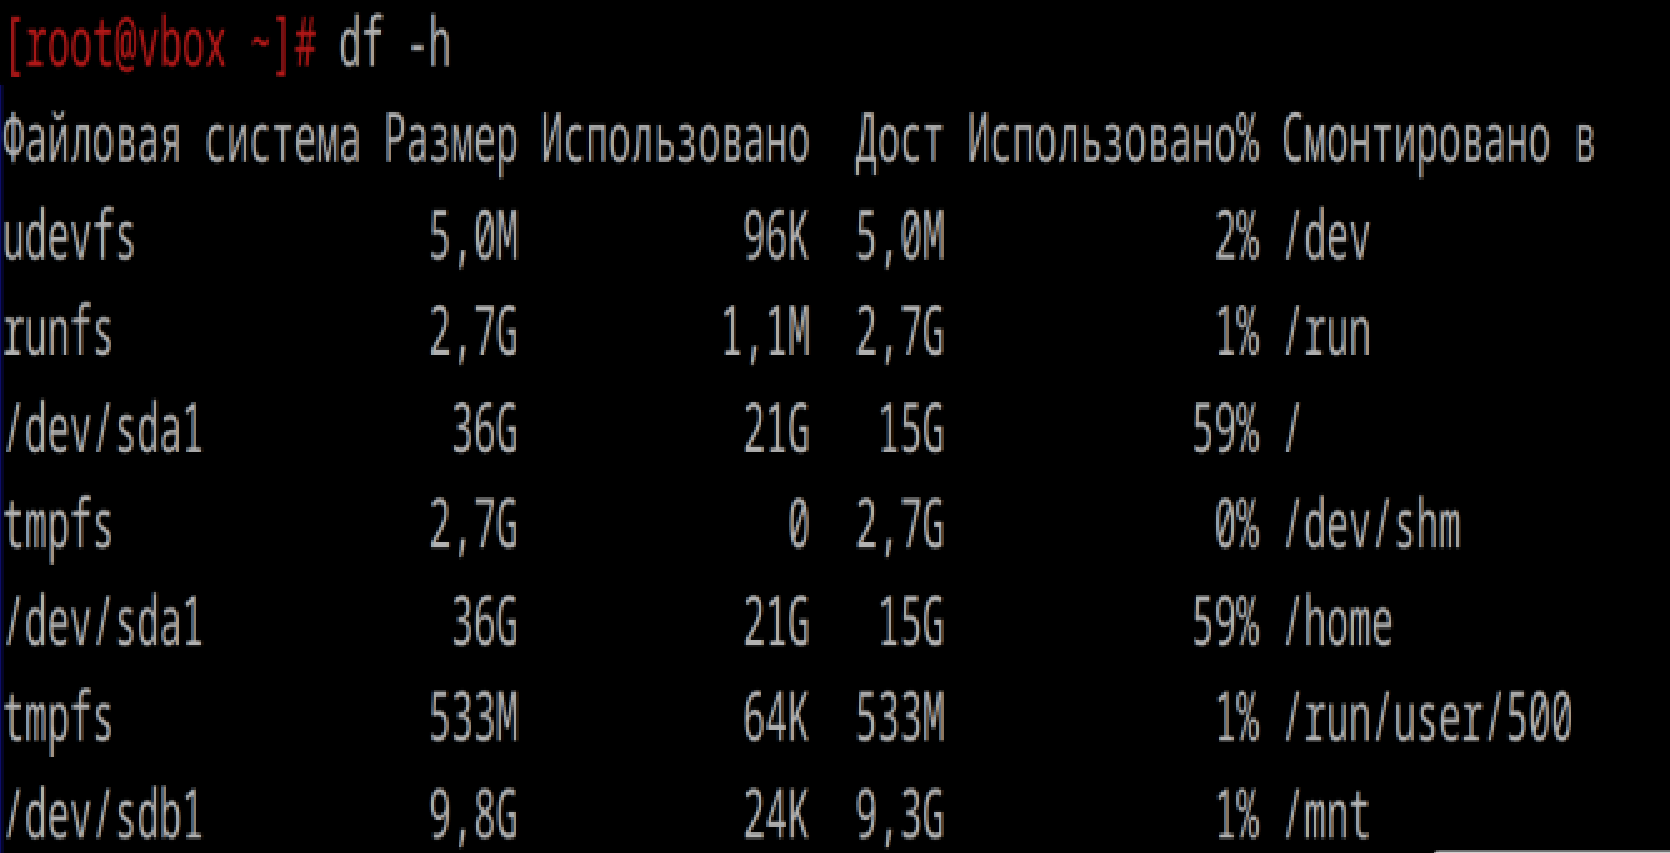 [root@vbox ~]# df -h
Файловая система Размер Использовано Дост Использовано% Смонтировано в
udevfs 5,0M 96K 5,0M 2% /dev
runfs 2,7G 1,1M 2,7G 1% /run
/dev/sda1 36G 21G 15G 59% /
tmpfs 2,7G 0 2,7G 0% /dev/shm
/dev/sda1 36G 21G 15G 59% /home
tmpfs 533M 64K 533M 1% /run/user/500
/dev/sdb1 9,8G 24K 9,3G 1% /mnt